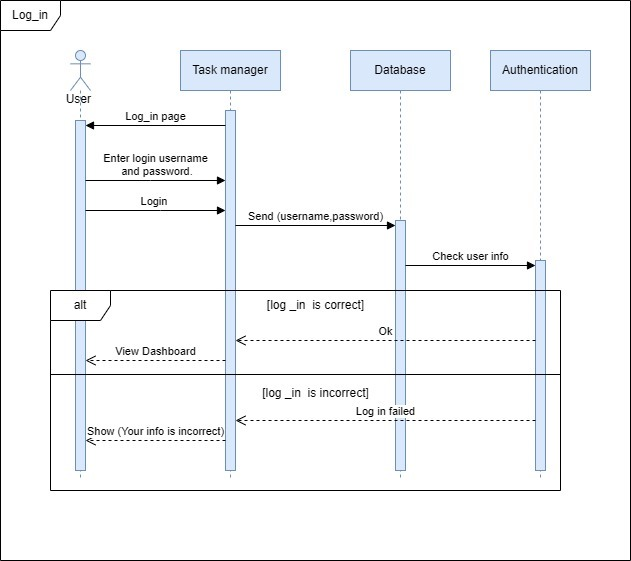 Log_in
Task manager
Database
Authentication
User
Log_in page
Enter login username
and password.
Login
Send (username,password)
Check user info
alt
[log _in  is correct]
Ok
View Dashboard
[log _in  is incorrect]
Log in failed
Show (Your info is incorrect)